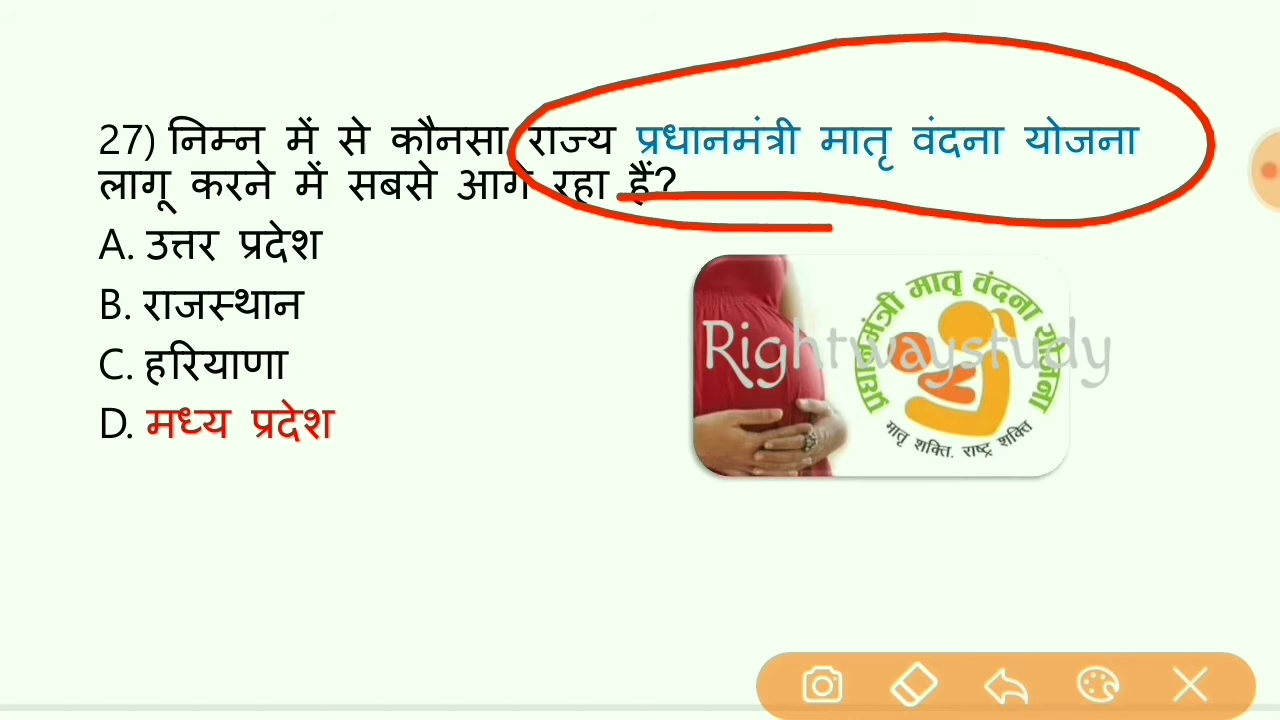 27) निम्न में से कौनसा राज्य प्रधानमंत्री मातृ वंदना योजना
लागू करने में सबसे आगे रहा हैं?
A. उत्तर प्रदेश
B. राजस्थान
C. हरियाणा
D. मध्य प्रदेश
Rightwaystudy
प्रधानमंत्री मातृ वंदना योजना
मातृ शक्ति. राष्ट्र शक्ति